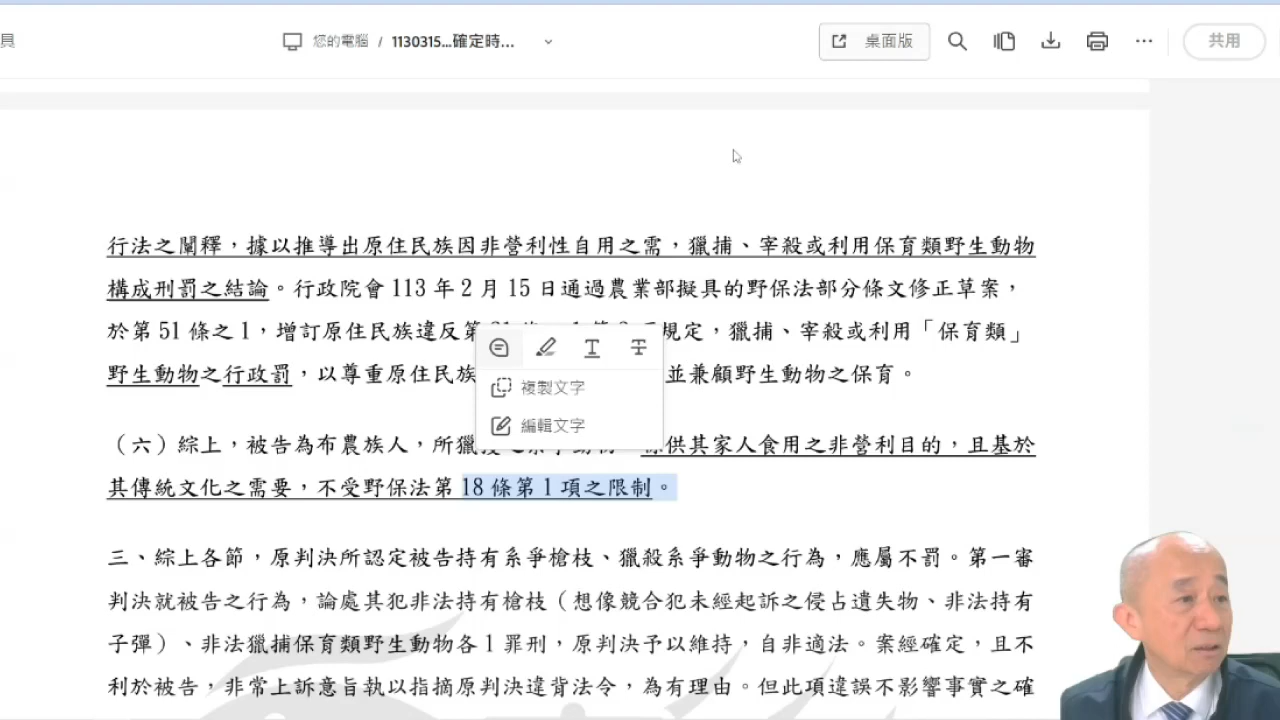 具
您的電腦 / 1130315...確定時...
桌面版
共用
行法之闡釋，據以推導出原住民族因非營利性自用之需，獵捕、宰殺或利用保育類野生動物
構成刑罰之結論。行政院會 113 年 2 月 15 日通過農業部擬具的野保法部分條文修正草案，
於第 51 條之 1，增訂原住民族違反第 規定，獵捕、宰殺或利用「保育類」
野生動物之行政罰，以尊重原住民族 並兼顧野生動物之保育。
複製文字
編輯文字
（六）綜上，被告為布農族人，所獵 供其家人食用之非營利目的，且基於
其傳統文化之需要，不受野保法第 18 條第 1 項之限制。
三、綜上各節，原判決所認定被告持有系爭槍枝、獵殺系爭動物之行為，應屬不罰。第一審
判決就被告之行為，論處其犯非法持有槍枝（想像競合犯未經起訴之侵占遺失物、非法持有
子彈）、非法獵捕保育類野生動物各 1 罪刑，原判決予以維持，自非適法。案經確定，且不
利於被告，非常上訴意旨執以指摘原判決違背法令，為有理由。但此項違誤不影響事實之確